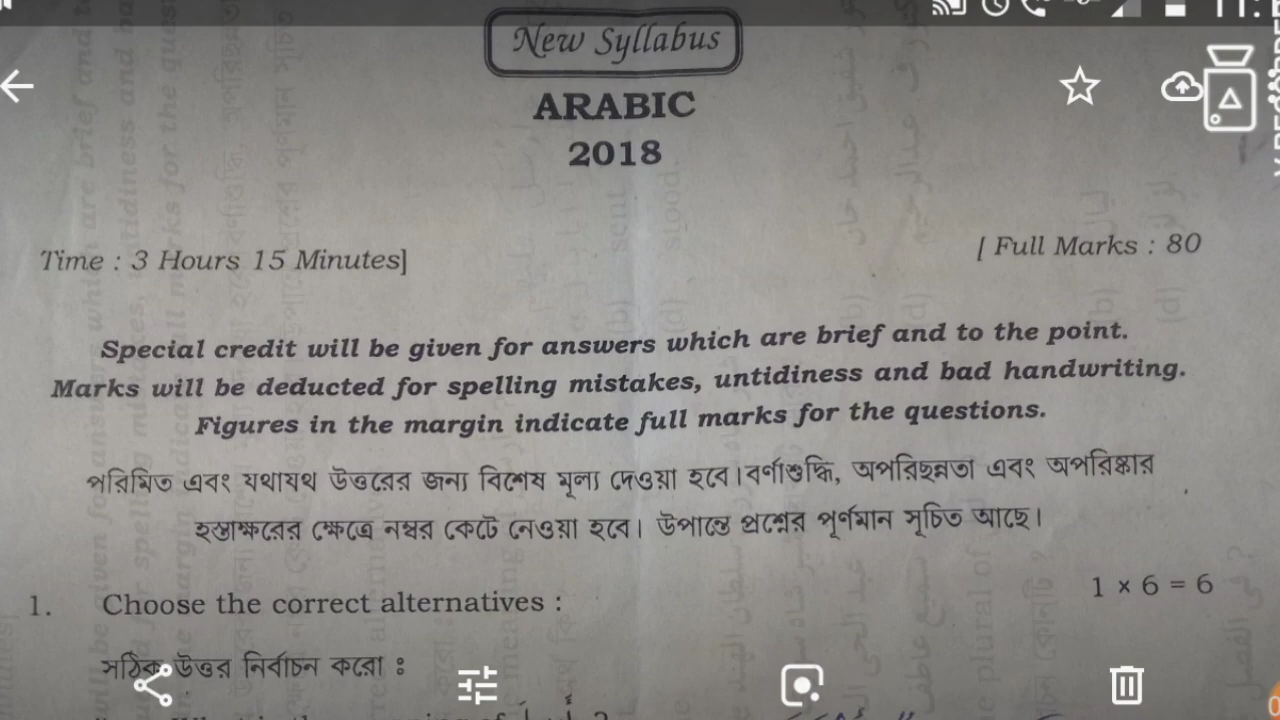 New Syllabus
ARABIC
2018
Time : 3 Hours 15 Minutes]
[ Full Marks : 80
Special credit will be given for answers which are brief and to the point.
Marks will be deducted for spelling mistakes, untidiness and bad handwriting.
Figures in the margin indicate full marks for the questions.
পরিমিত এবং যথাযথ উত্তরের জন্য বিশেষ মূল্য দেওয়া হবে। বর্ণাশুদ্ধি, অপরিছন্নতা এবং অপরিষ্কার
হস্তাক্ষরের ক্ষেত্রে নম্বর কেটে নেওয়া হবে। উপান্তে প্রশ্নের পূর্ণমান সূচিত আছে।
1. Choose the correct alternatives :
1 x 6 = 6
সঠিক উত্তর নির্বাচন করো ঃ